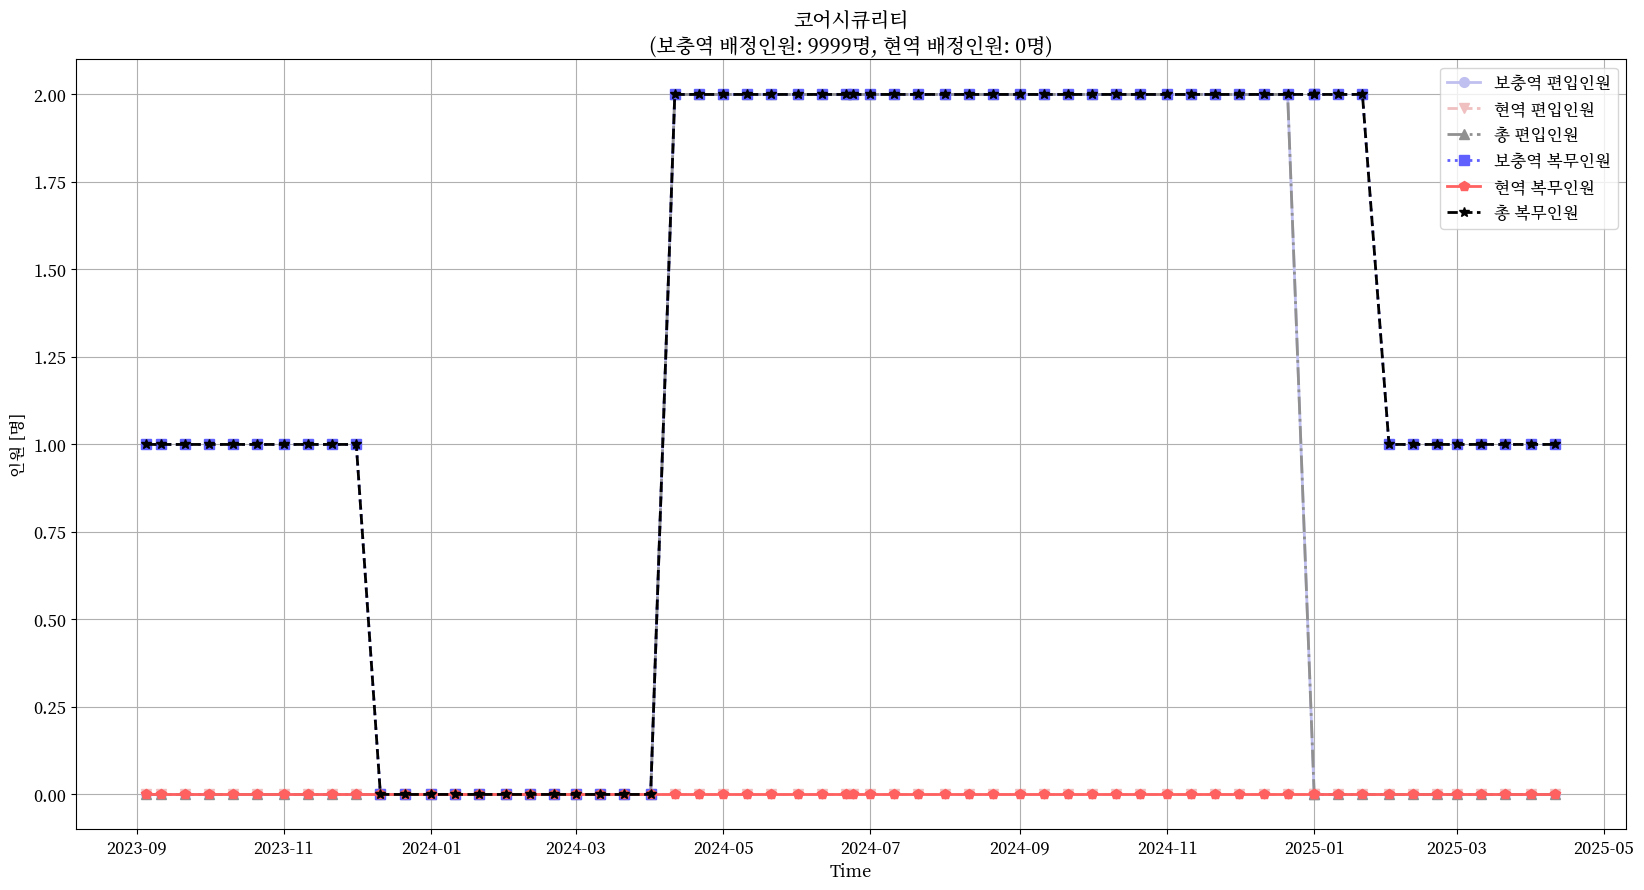 코어시큐리티
(보충역 배정인원: 9999명, 현역 배정인원: 0명)
보충역 편입인원
현역 편입인원
총 편입인원
보충역 복무인원
현역 복무인원
총 복무인원
인원 [명]
2.00
1.75
1.50
1.25
1.00
0.75
0.50
0.25
0.00
2023-09
2023-11
2024-01
2024-03
2024-05
2024-07
2024-09
2024-11
2025-01
2025-03
2025-05
Time